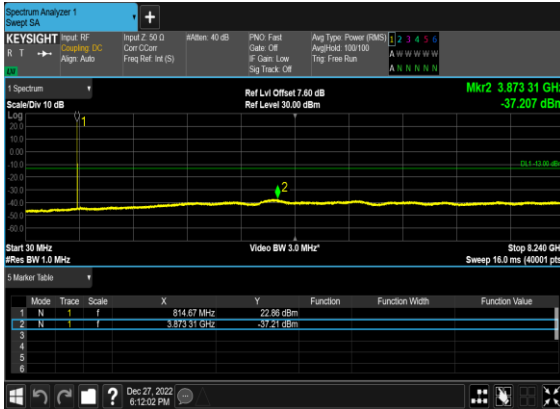 Spectrum Analyzer 1
Swept SA
+
KEYSIGHT Input: RF Input Z: 50 Ω #Atten: 40 dB PNO: Fast Avg Type: Power (RMS) 1 2 3 4 5 6
R T Coupling: DC Corr CCorr Gate: Off Avg|Hold: 100/100 A W W W W W
Align: Auto Freq Ref: Int (S) IF Gain: Low Trig: Free Run
Sig Track: Off A N N N N N
1 Spectrum
Ref Lvl Offset 7.60 dB Mkr2 3.873 31 GHz
Scale/Div 10 dB Ref Level 30.00 dBm -37.207 dBm
Log
1
20.0
10.0
0.00
-10.0
DL1 -13.00 dBm
-20.0
-30.0
2
-40.0
-50.0
-60.0
Start 30 MHz Video BW 3.0 MHz* Stop 8.240 GH
#Res BW 1.0 MHz Sweep 16.0 ms (40001 pts
5 Marker Table
Mode Trace Scale X Y Function Function Width Function Value
1 N 1 f 814.67 MHz 22.86 dBm
2 N 1 f 3.873 31 GHz -37.21 dBm
3
4
5
6
?
Dec 27, 2022
6:12:02 PM